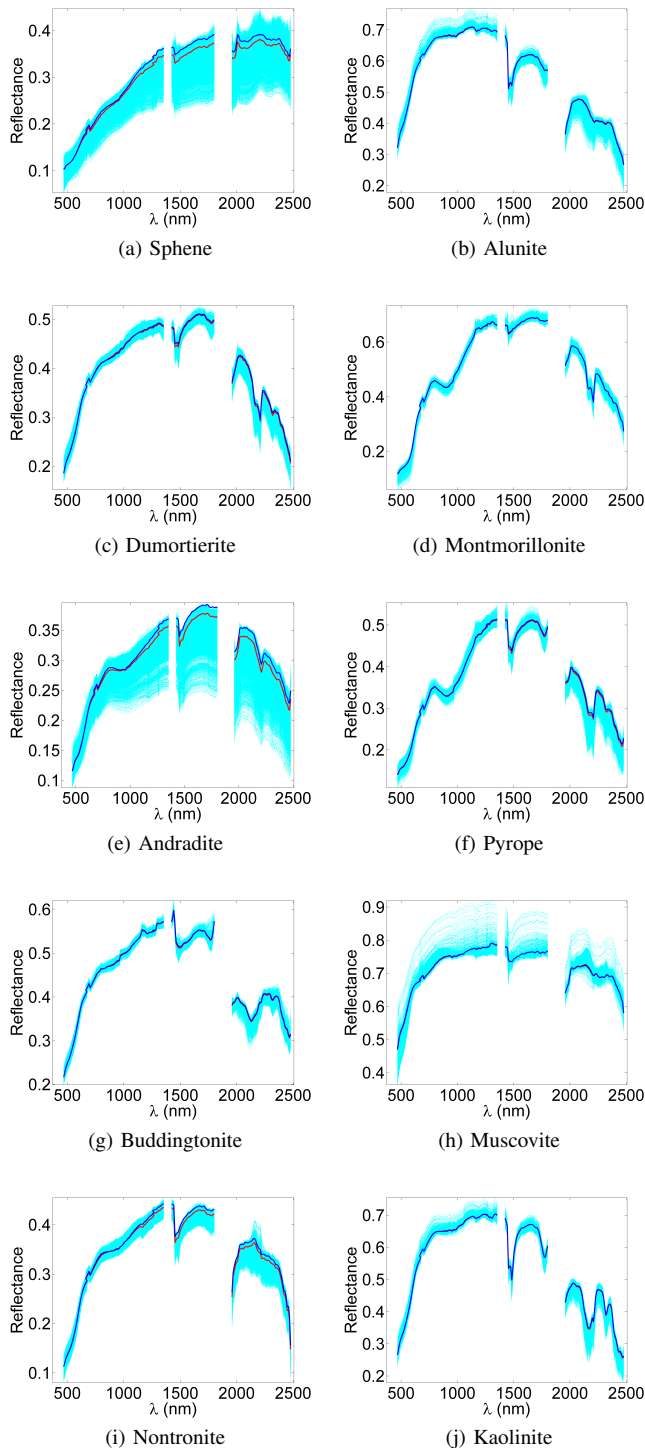 0.4
0.3
0.2
0.1
Reflectance
500 1000 1500 2000 2500
λ (nm)
(a) Sphene
0.7
0.6
0.5
0.4
0.3
0.2
Reflectance
500 1000 1500 2000 2500
λ (nm)
(b) Alunite
0.5
0.4
0.3
0.2
Reflectance
500 1000 1500 2000 2500
λ (nm)
(c) Dumortierite
0.6
0.4
0.2
Reflectance
500 1000 1500 2000 2500
λ (nm)
(d) Montmorillonite
0.35
0.3
0.25
0.2
0.15
0.1
Reflectance
500 1000 1500 2000 2500
λ (nm)
(e) Andradite
0.5
0.4
0.3
0.2
Reflectance
500 1000 1500 2000 2500
λ (nm)
(f) Pyrope
0.6
0.5
0.4
0.3
0.2
Reflectance
500 1000 1500 2000 2500
λ (nm)
(g) Buddingtonite
0.9
0.8
0.7
0.6
0.5
0.4
Reflectance
500 1000 1500 2000 2500
λ (nm)
(h) Muscovite
0.4
0.3
0.2
0.1
Reflectance
500 1000 1500 2000 2500
λ (nm)
(i) Nontronite
0.7
0.6
0.5
0.4
0.3
0.2
Reflectance
500 1000 1500 2000 2500
λ (nm)
(j) Kaolinite